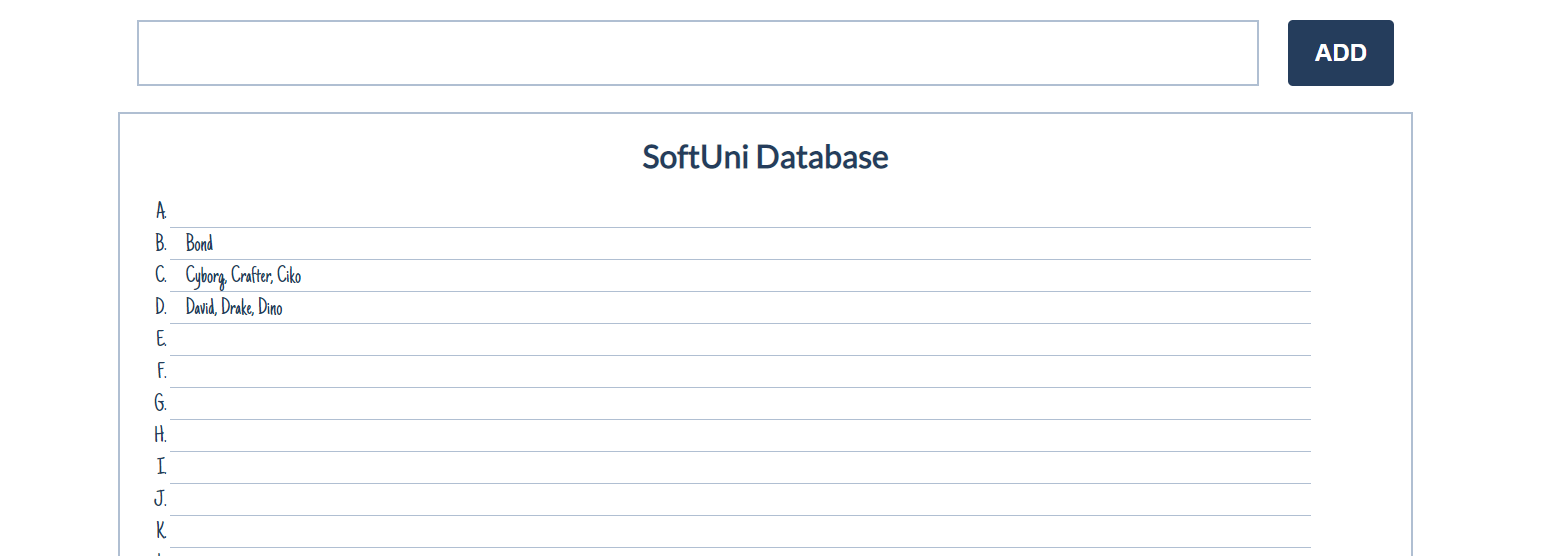 ADD
SoftUni Database
A.
B. Bond
C. Cyborg, Crafter, Ciko
D. David, Drake, Dino
E.
F.
G.
H.
I.
J.
K.